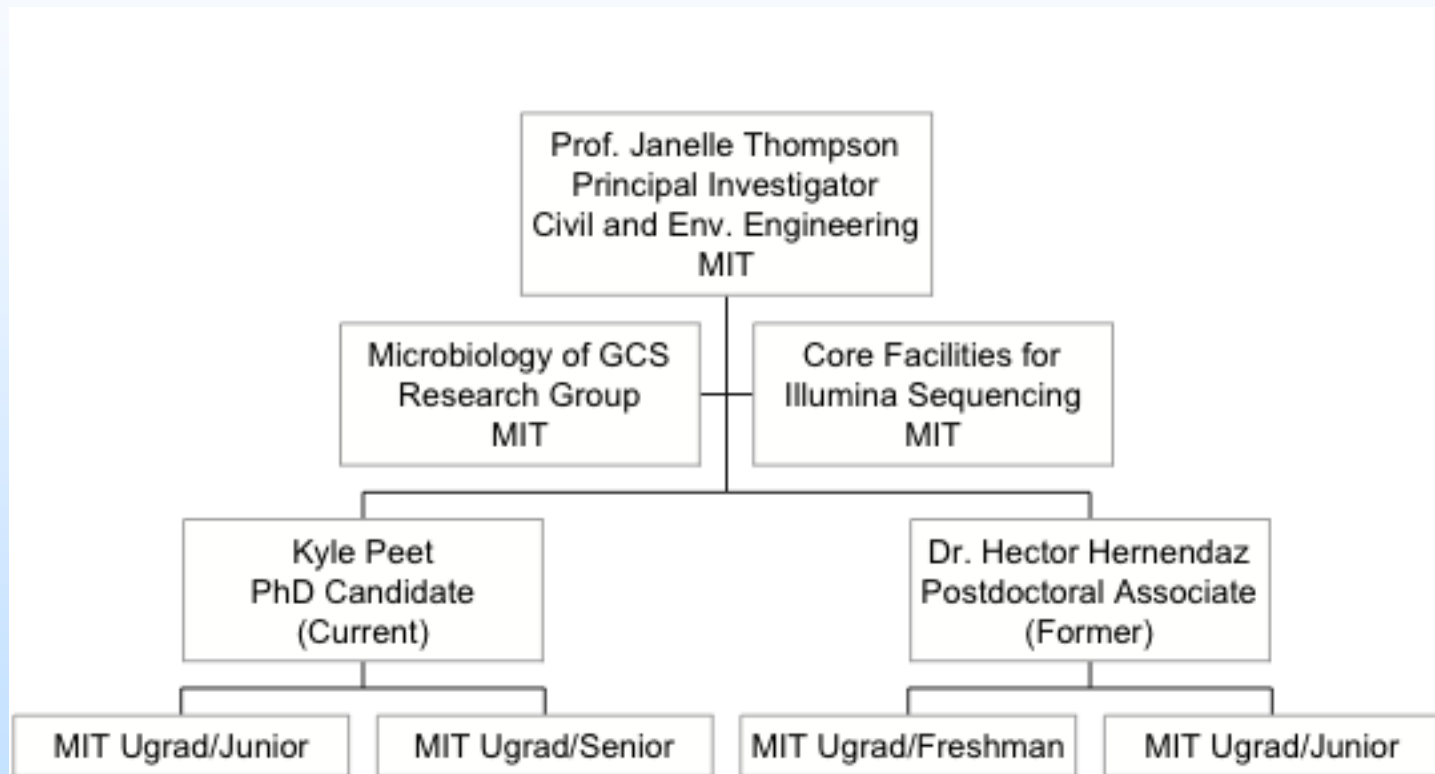 Prof. Janelle Thompson
Principal Investigator
Civil and Env. Engineering
MIT
Microbiology of GCS
Research Group
MIT
Core Facilities for
Illumina Sequencing
MIT
Kyle Peet
PhD Candidate
(Current)
Dr. Hector Hernendaz
Postdoctoral Associate
(Former)
MIT Ugrad/Junior
MIT Ugrad/Senior
MIT Ugrad/Freshman
MIT Ugrad/Junior